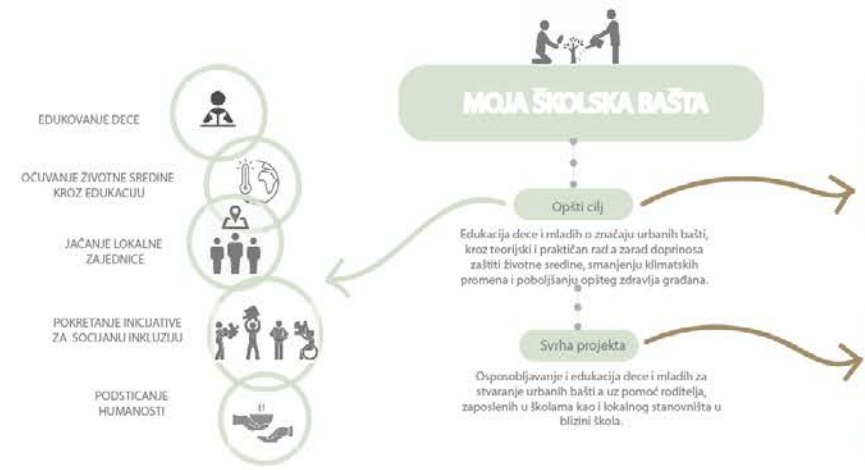 MOJA ŠKOLSKA BAŠTA
EDUKOVANJE DECE
OČUVANJE ŽIVOTNE SREDINE
KROZ EDUKACIJU
JAČANJE LOKALNE
ZAJEDNICE
POKRETANJE INICIJATIVE
ZA SOCIJANU INKLUZIJU
PODSTICANJE
HUMANOSTI
Opšti cilj
Edukacija dece i mladih o značaju urbanih bašti,
kroz teorijski i praktičan rad a zarad doprinosa
zaštiti životne sredine, smanjenju klimatskih
promena i poboljšanju opšteg zdravlja građana.
Svrha projekta
Osposobljavanje i edukacija dece i mladih za
stvaranje urbanih bašti a uz pomoć roditelja,
zaposlenih u školama kao i lokalnog stanovništa u
blizini škola.